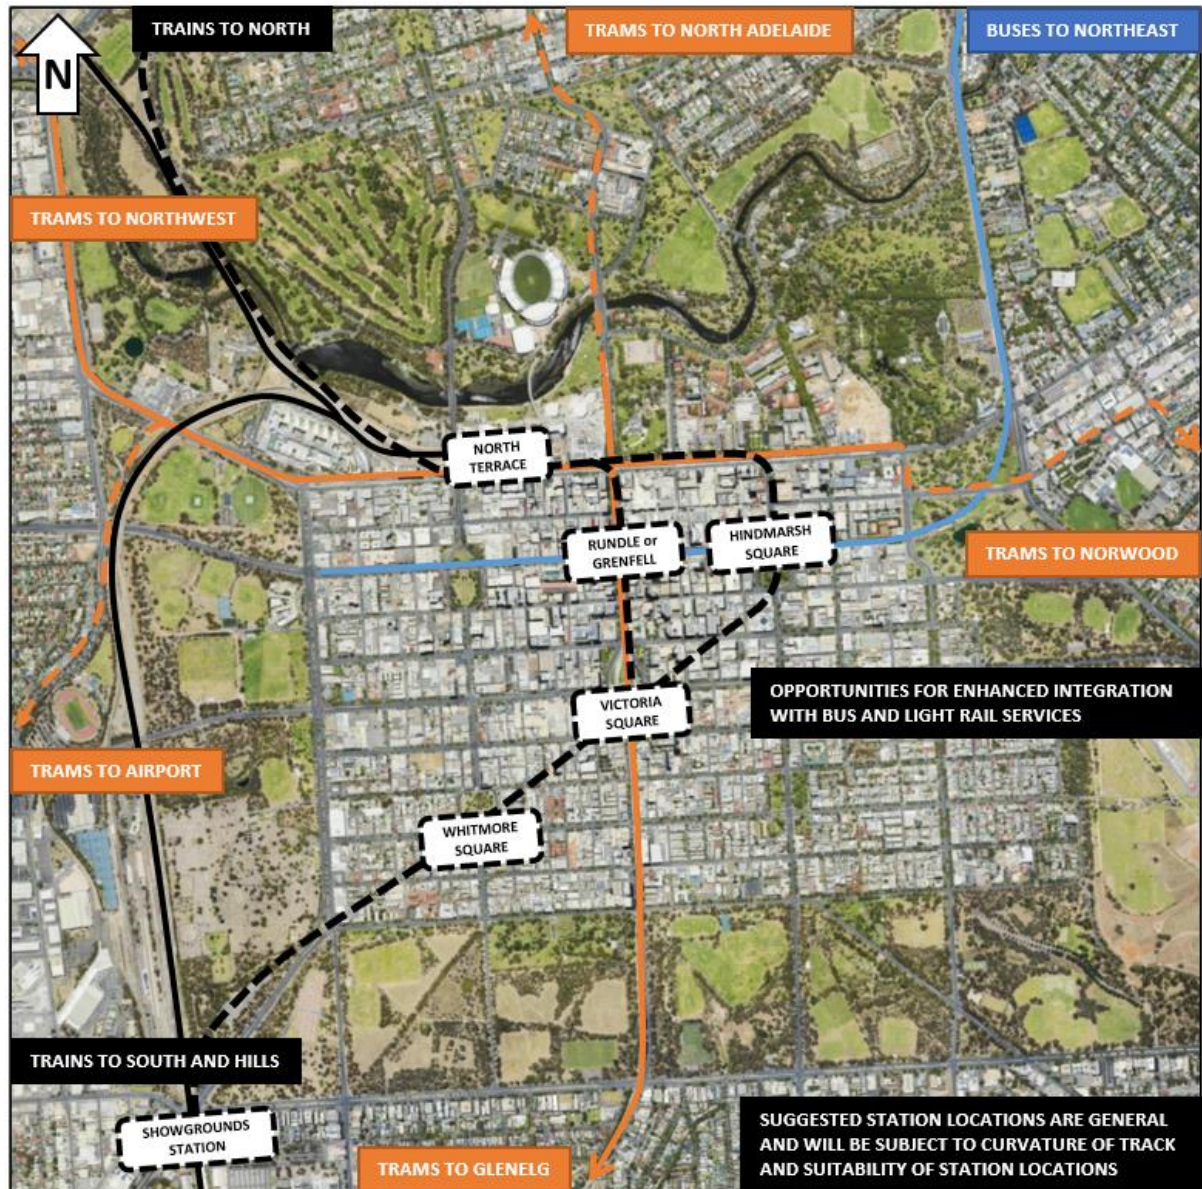 TRAINS TO NORTH
TRAMS TO NORTH ADELAIDE
BUSES TO NORTHEAST
N
TRAMS TO NORTHWEST
NORTH
TERRACE
RUNDLE or
GRENFELL
HINDMARSH
SQUARE
TRAMS TO NORWOOD
OPPORTUNITIES FOR ENHANCED INTEGRATION
WITH BUS AND LIGHT RAIL SERVICES
VICTORIA
SQUARE
TRAMS TO AIRPORT
WHITMORE
SQUARE
TRAINS TO SOUTH AND HILLS
SHOWGROUNDS
STATION
TRAMS TO GLENELG
SUGGESTED STATION LOCATIONS ARE GENERAL
AND WILL BE SUBJECT TO CURVATURE OF TRACK
AND SUITABILITY OF STATION LOCATIONS